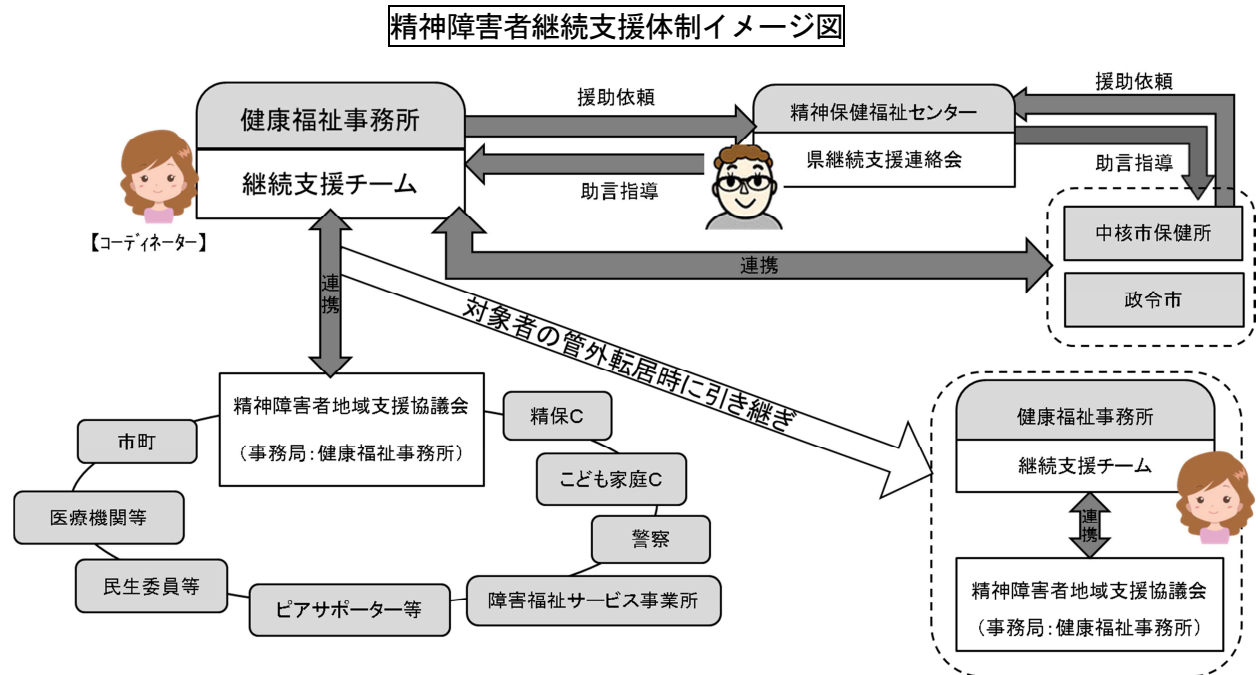 精神障害者継続支援体制イメージ図
健康福祉事務所
継続支援チーム
【コーディネーター】
援助依頼
助言指導
精神保健福祉センター
県継続支援連絡会
援助依頼
助言指導
中核市保健所
政令市
連携
連携
対象者の管外転居時に引き継ぎ
精神障害者地域支援協議会
(事務局:健康福祉事務所)
市町
医療機関等
民生委員等
ピアサポーター等
障害福祉サービス事業所
警察
こども家庭C
精保C
健康福祉事務所
継続支援チーム
連携
精神障害者地域支援協議会
(事務局:健康福祉事務所)